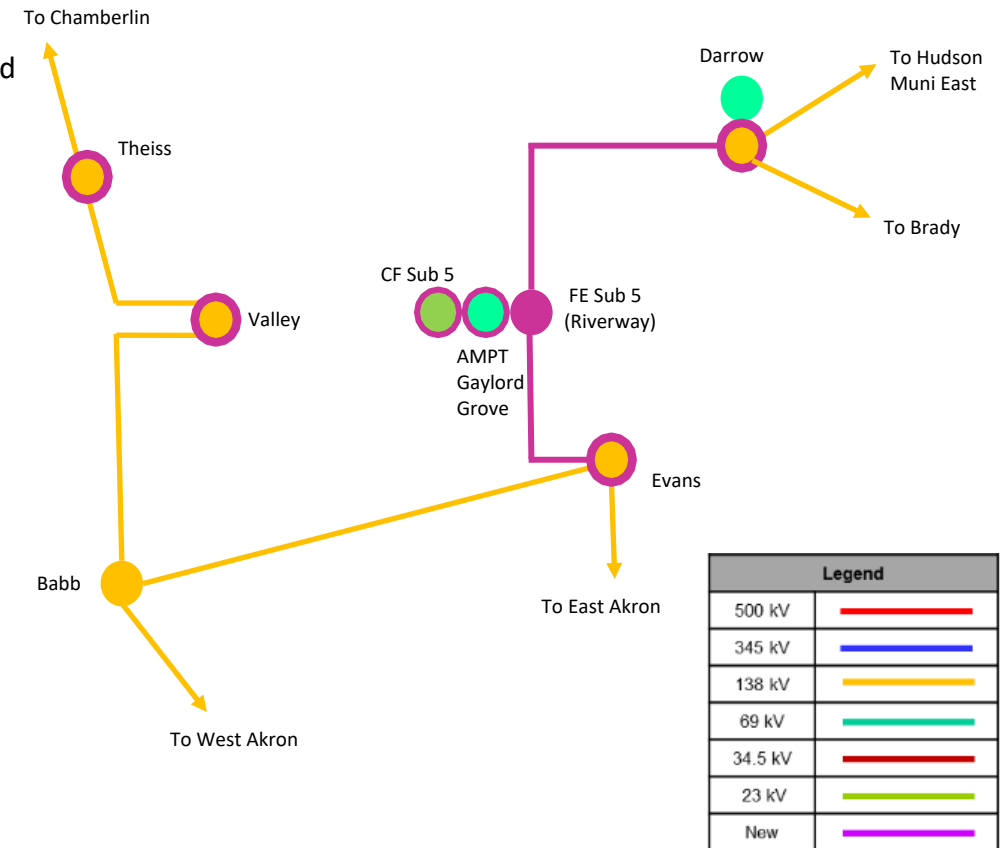 To Chamberlin
d
Theiss
Valley
Babb
To West Akron
CF Sub 5
AMPT
Gaylord
Grove
FE Sub 5
(Riverway)
Darrow
To Hudson
Muni East
To Brady
Evans
To East Akron
Legend
500 kV
345 kV
138 kV
69 kV
34.5 kV
23 kV
New